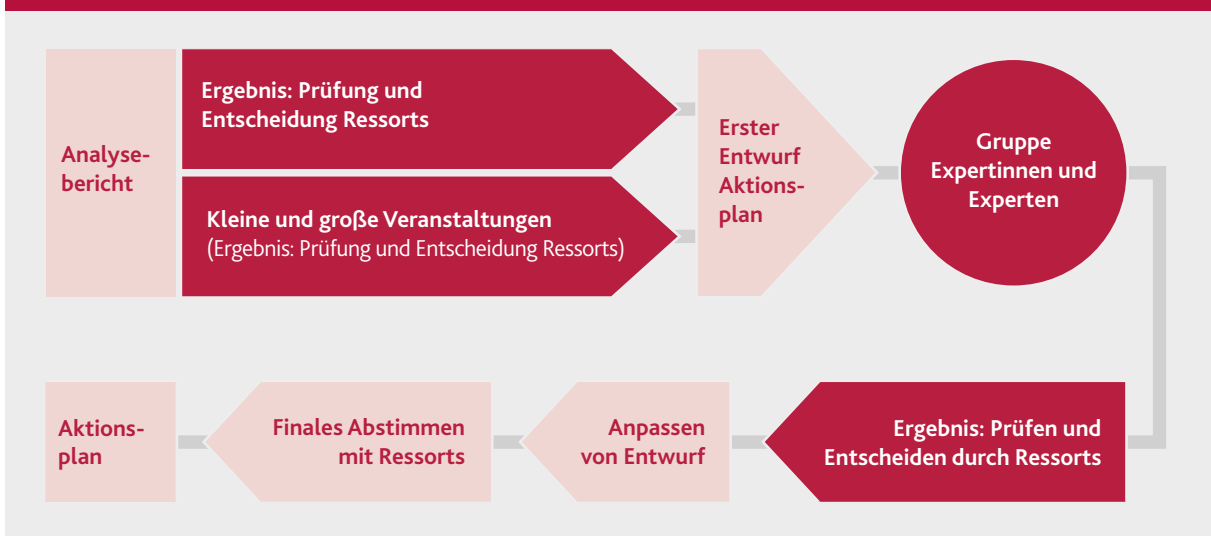 Analyse-
bericht
Ergebnis: Prüfung und
Entscheidung Ressorts
Kleine und große Veranstaltungen
(Ergebnis: Prüfung und Entscheidung Ressorts)
Erster
Entwurf
Aktions-
plan
Gruppe
Expertinnen und
Experten
Ergebnis: Prüfen und
Entscheiden durch Ressorts
Anpassen
von Entwurf
Finales Abstimmen
mit Ressorts
Aktions-
plan